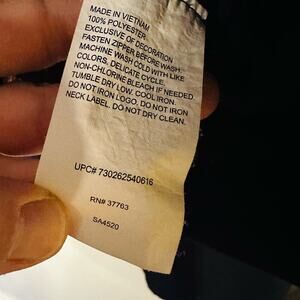 MADE IN VIETNAM
100% POLYESTER
EXCLUSIVE OF DECORATION
FASTEN ZIPPER BEFORE WASH
MACHINE WASH COLD WITH LIKE
COLORS, DELICATE CYCLE
NON-CHLORINE BLEACH IF NEEDED
TUMBLE DRY LOW. COOL IRON.
DO NOT IRON LOGO. DO NOT IRON
NECK LABEL. DO NOT DRY CLEAN.
UPC# 730262540616
RN# 37763
SA4520